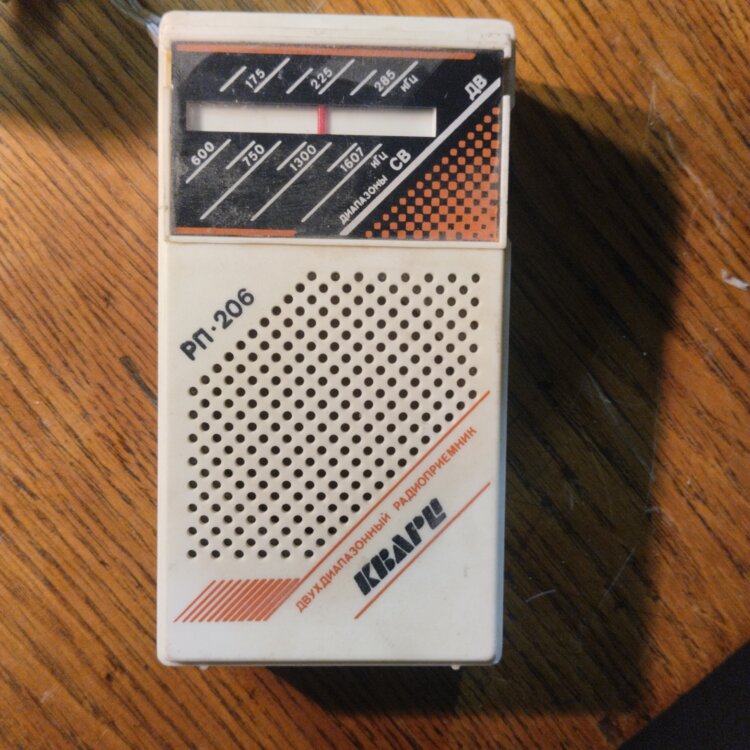 175 225 285 кГц
ДВ
600 750 1300 1607 кГц
ДИАПАЗОНЫ СВ
РП·206
ДВУХДИАПАЗОННЫЙ РАДИОПРИЕМНИК
КВАРЦ